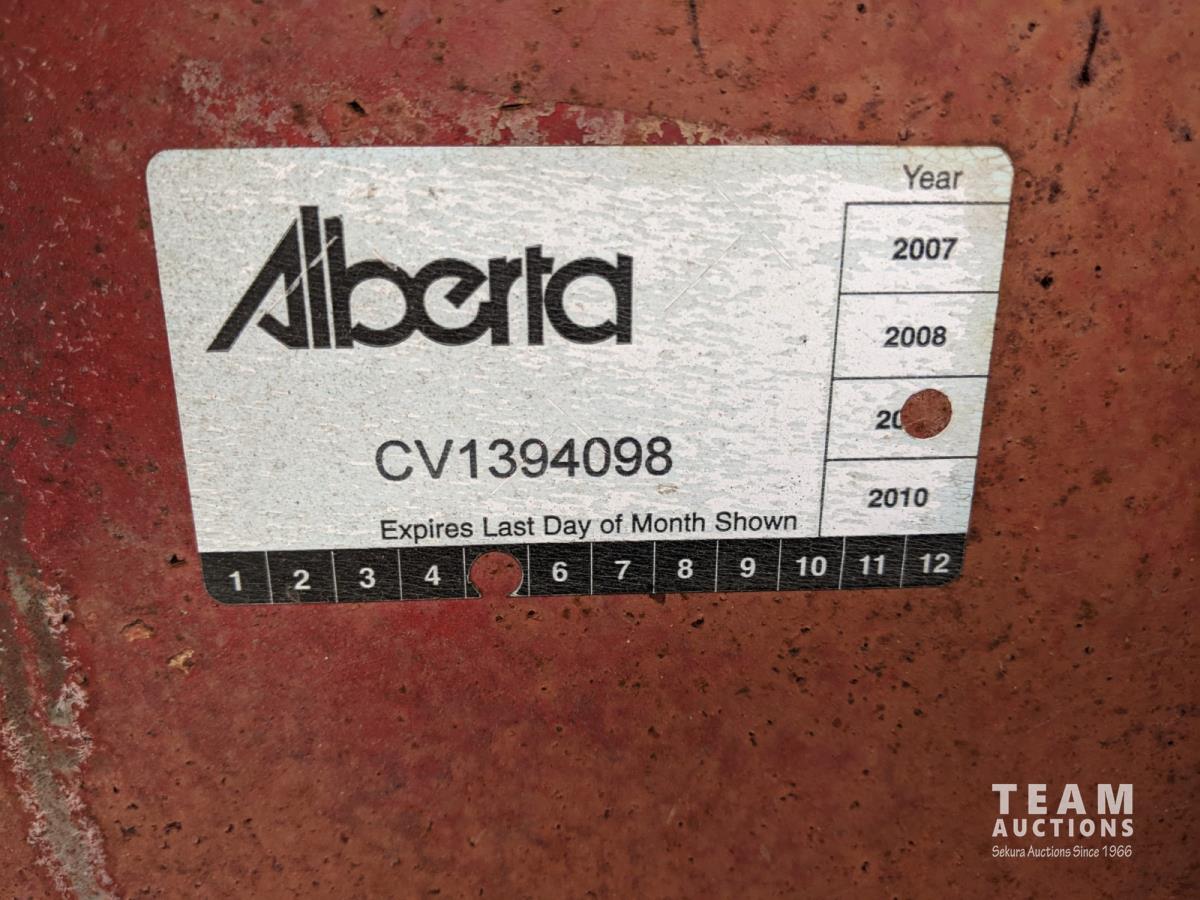 Year
Alberta
2007
2008
20
CV1394098
2010
Expires Last Day of Month Shown
1 2 3 4 6 7 8 9 10 11 12
TEAM
AUCTIONS
Sekura Auctions Since 1966